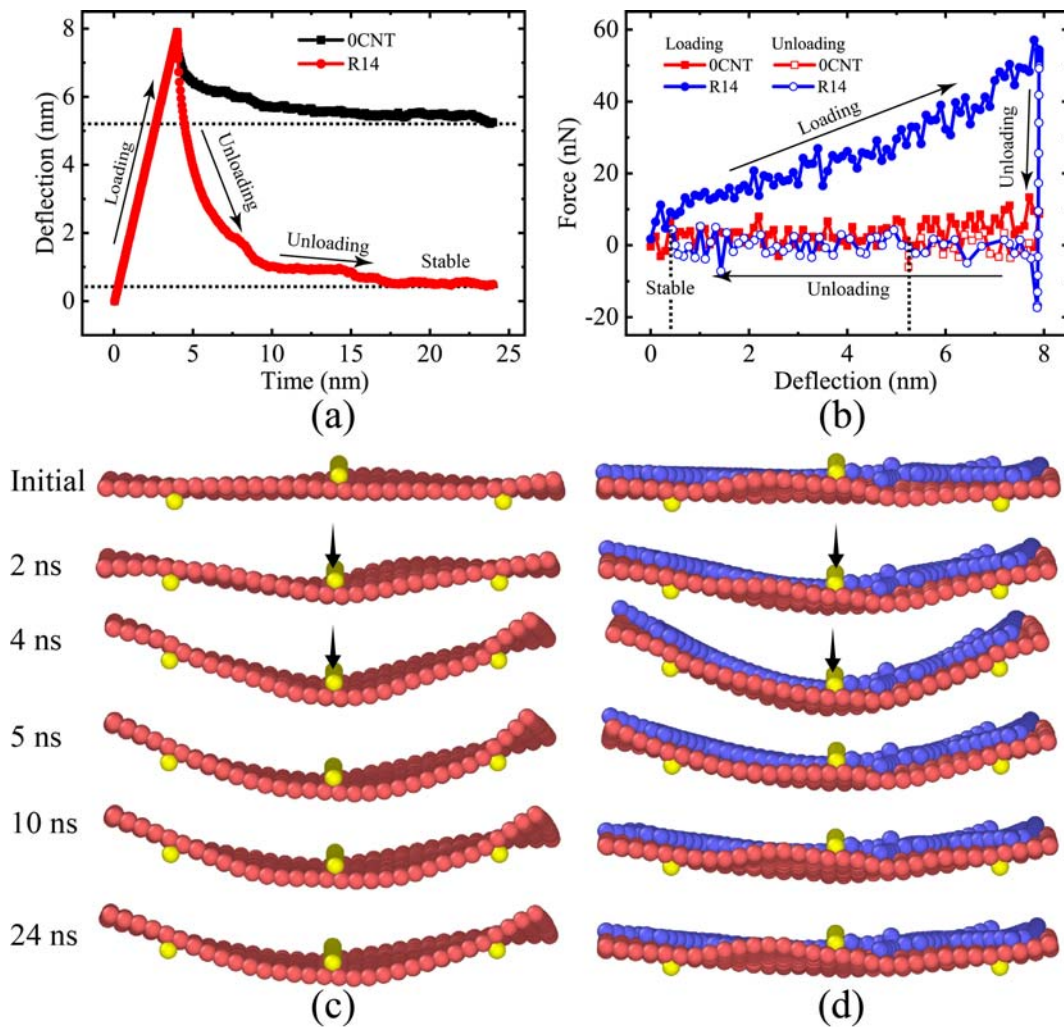 8
6
4
2
0
Deflection (nm)
0CNT
R14
Loading
Unloading
Unloading
Stable
0 5 10 15 20 25
Time (nm)
(a)
60
40
20
0
-20
Force (nN)
Loading Unloading
0CNT 0CNT
R14 R14
Loading
Unloading
Stable
Unloading
0 2 4 6 8
Deflection (nm)
(b)
Initial
2 ns
4 ns
5 ns
10 ns
24 ns
(c)
(d)